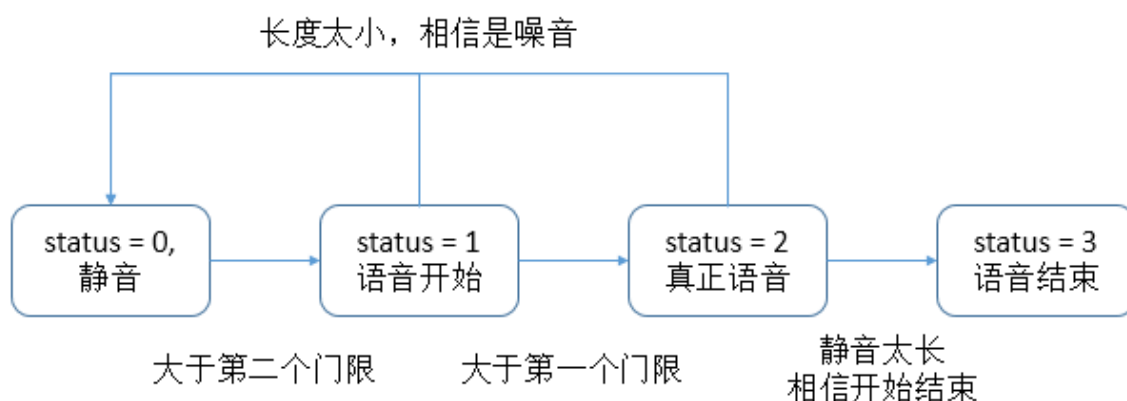 长度太小，相信是噪音
status = 0,
静音
status = 1
语音开始
status = 2
真正语音
status = 3
语音结束
大于第二个门限
大于第一个门限
静音太长
相信开始结束